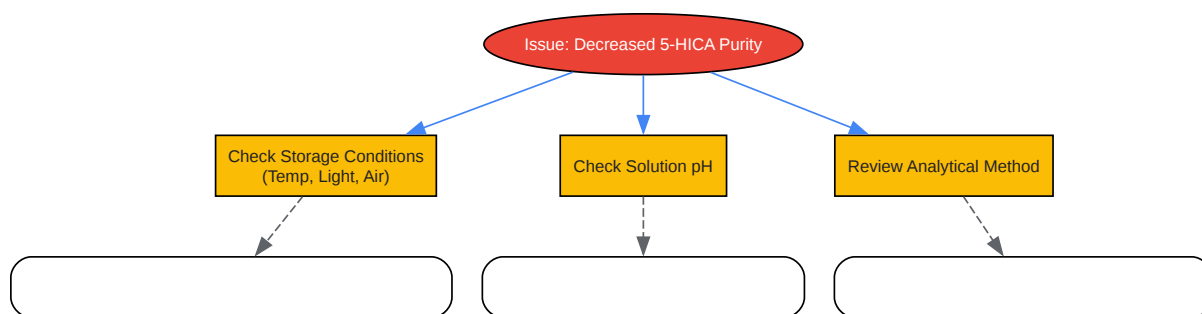 Issue: Decreased 5-HICA Purity
Check Storage Conditions
(Temp, Light, Air)
Check Solution pH
Review Analytical Method